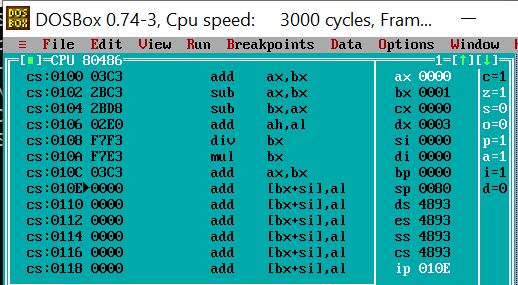 DOSBox 0.74-3, Cpu speed: 3000 cycles, Fram...
≡ File Edit View Run Breakpoints Data Options Window
[■]=CPU 80486 1=[↑][↓]
cs:0100 03C3 add ax,bx ax 0000 c=1
cs:0102 2BC3 sub ax,bx bx 0001 z=1
cs:0104 2BD8 sub bx,ax cx 0000 s=0
cs:0106 02E0 add ah,al dx 0003 o=0
cs:0108 F7F3 div bx si 0000 p=1
cs:010A F7E3 mul bx di 0000 a=1
cs:010C 03C3 add ax,bx bp 0000 i=1
cs:010E►0000 add [bx+si],al sp 0080 d=0
cs:0110 0000 add [bx+si],al ds 4893
cs:0112 0000 add [bx+si],al es 4893
cs:0114 0000 add [bx+si],al ss 4893
cs:0116 0000 add [bx+si],al cs 4893
cs:0118 0000 add [bx+si],al ip 010E